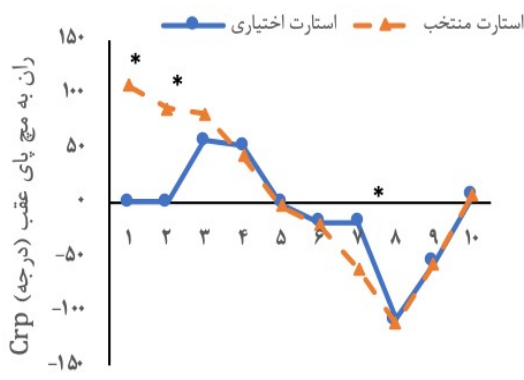 استارت منتخب استارت اختیاری
ران به مچ پای عقب (درجه) Crp
۱۵۰
۱۰۰
۵۰
۰
-۵۰
-۱۰۰
-۱۵۰
* * *
۱ ۲ ۳ ۴ ۵ ۶ ۷ ۸ ۹ ۱۰